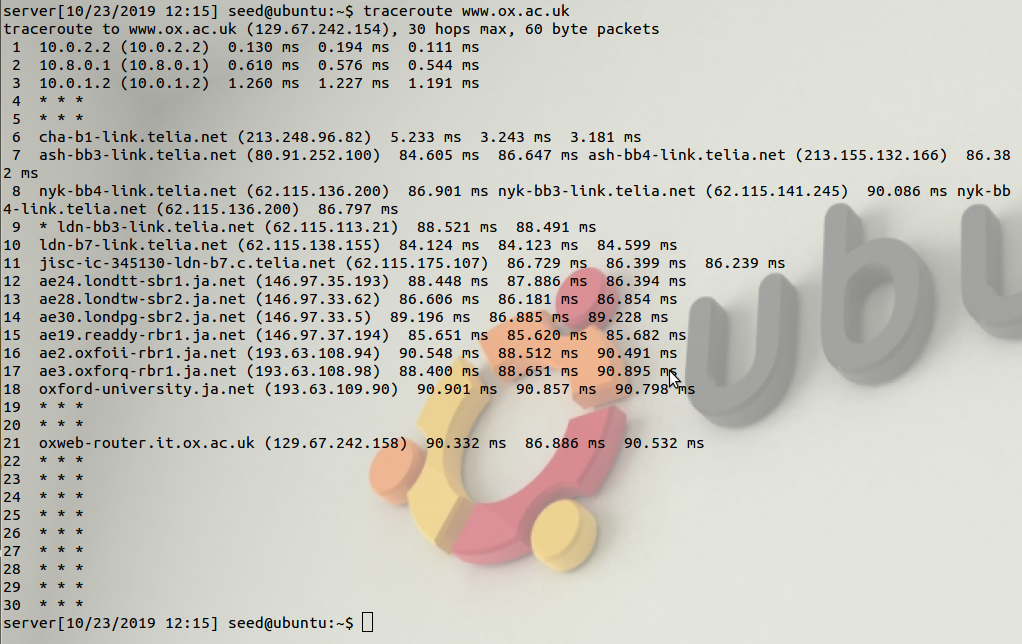 server[10/23/2019 12:15] seed@ubuntu:~$ traceroute www.ox.ac.uk
traceroute to www.ox.ac.uk (129.67.242.154), 30 hops max, 60 byte packets
 1  10.0.2.2 (10.0.2.2)  0.130 ms  0.194 ms  0.111 ms
 2  10.8.0.1 (10.8.0.1)  0.610 ms  0.576 ms  0.544 ms
 3  10.0.1.2 (10.0.1.2)  1.260 ms  1.227 ms  1.191 ms
 4  * * *
 5  * * *
 6  cha-b1-link.telia.net (213.248.96.82)  5.233 ms  3.243 ms  3.181 ms
 7  ash-bb3-link.telia.net (80.91.252.100)  84.605 ms  86.647 ms ash-bb4-link.telia.net (213.155.132.166)  86.38
2 ms
 8  nyk-bb4-link.telia.net (62.115.136.200)  86.901 ms nyk-bb3-link.telia.net (62.115.141.245)  90.086 ms nyk-bb
4-link.telia.net (62.115.136.200)  86.797 ms
 9  * ldn-bb3-link.telia.net (62.115.113.21)  88.521 ms  88.491 ms
10  ldn-b7-link.telia.net (62.115.138.155)  84.124 ms  84.123 ms  84.599 ms
11  jisc-ic-345130-ldn-b7.c.telia.net (62.115.175.107)  86.729 ms  86.399 ms  86.239 ms
12  ae24.londtt-sbr1.ja.net (146.97.35.193)  88.448 ms  87.886 ms  86.394 ms
13  ae28.londtw-sbr2.ja.net (146.97.33.62)  86.606 ms  86.181 ms  86.854 ms
14  ae30.londpg-sbr2.ja.net (146.97.33.5)  89.196 ms  86.885 ms  89.228 ms
15  ae19.readdy-rbr1.ja.net (146.97.37.194)  85.651 ms  85.620 ms  85.682 ms
16  ae2.oxfoii-rbr1.ja.net (193.63.108.94)  90.548 ms  88.512 ms  90.491 ms
17  ae3.oxforq-rbr1.ja.net (193.63.108.98)  88.400 ms  88.651 ms  90.895 ms
18  oxford-university.ja.net (193.63.109.90)  90.901 ms  90.857 ms  90.798 ms
19  * * *
20  * * *
21  oxweb-router.it.ox.ac.uk (129.67.242.158)  90.332 ms  86.886 ms  90.532 ms
22  * * *
23  * * *
24  * * *
25  * * *
26  * * *
27  * * *
28  * * *
29  * * *
30  * * *
server[10/23/2019 12:15] seed@ubuntu:~$
ubu